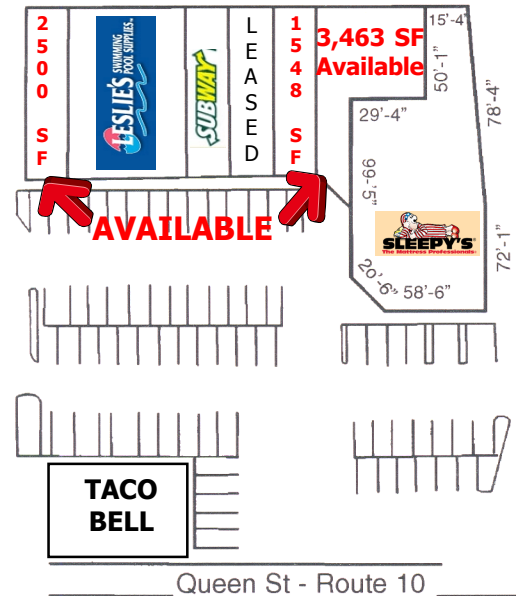 2500 SF
LESLIE'S SWIMMING POOL SUPPLIES
SUBWAY
LEASED
1548 SF
3,463 SF
Available
15'-4"
50'-1"
78'-4"
29'-4"
99'-5"
SLEEPY'S
The Mattress Professionals
72'-1"
20'-6"
58'-6"
AVAILABLE
TACO
BELL
Queen St - Route 10